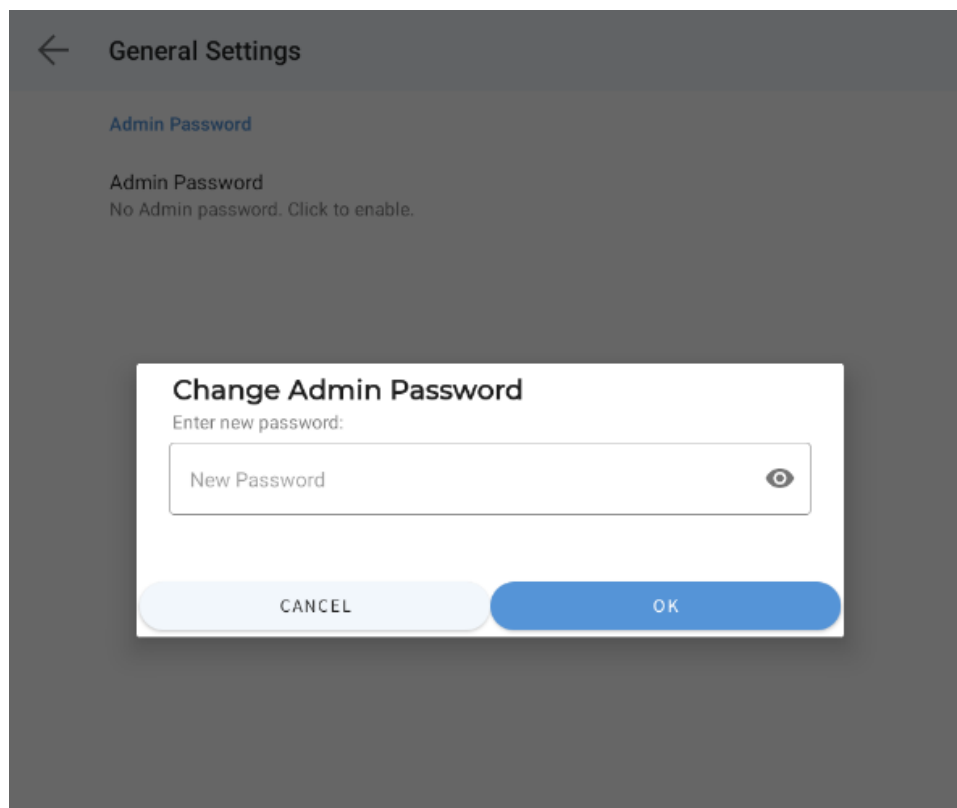 General Settings
Admin Password
Admin Password
No Admin password. Click to enable.
Change Admin Password
Enter new password:
New Password
CANCEL
OK